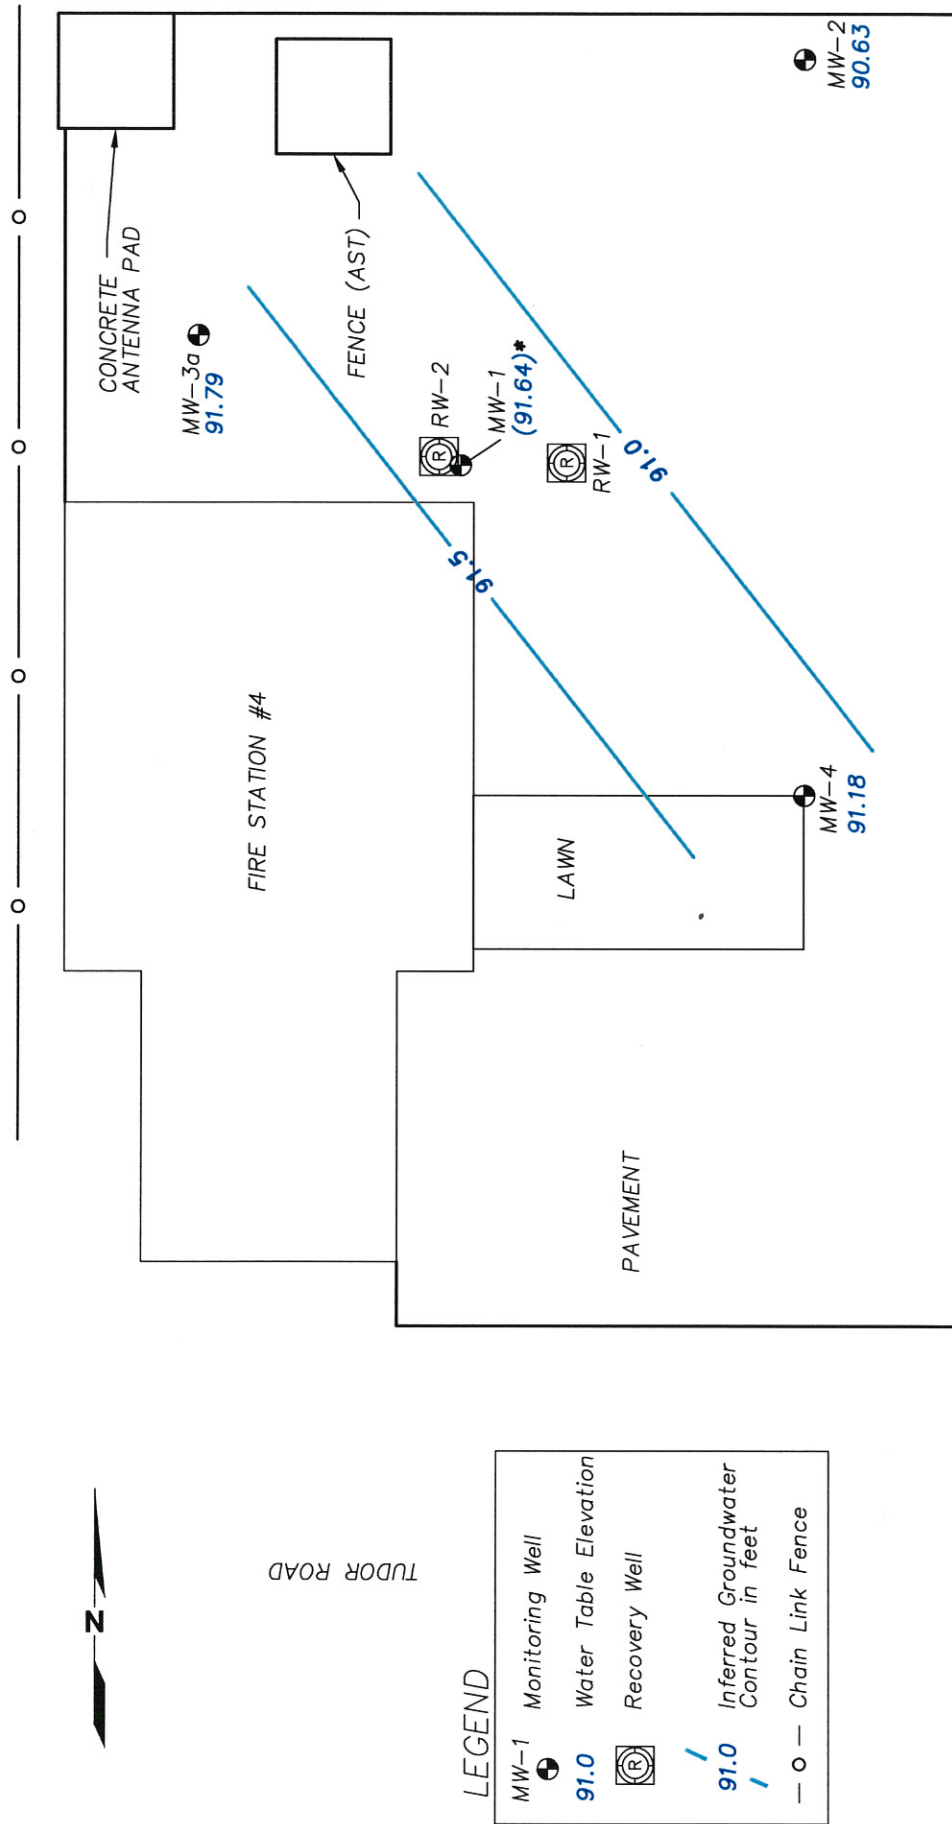 CONCRETE
ANTENNA PAD
MW-3a
91.79
FENCE (AST)
RW-2
MW-1
(91.64)*
RW-1
MW-2
90.63
91.5
91.0
FIRE STATION #4
LAWN
MW-4
91.18
PAVEMENT
TUDOR ROAD
N
LEGEND
MW-1 Monitoring Well
91.0 Water Table Elevation
R Recovery Well
91.0 Inferred Groundwater
Contour in feet
Chain Link Fence
R
R